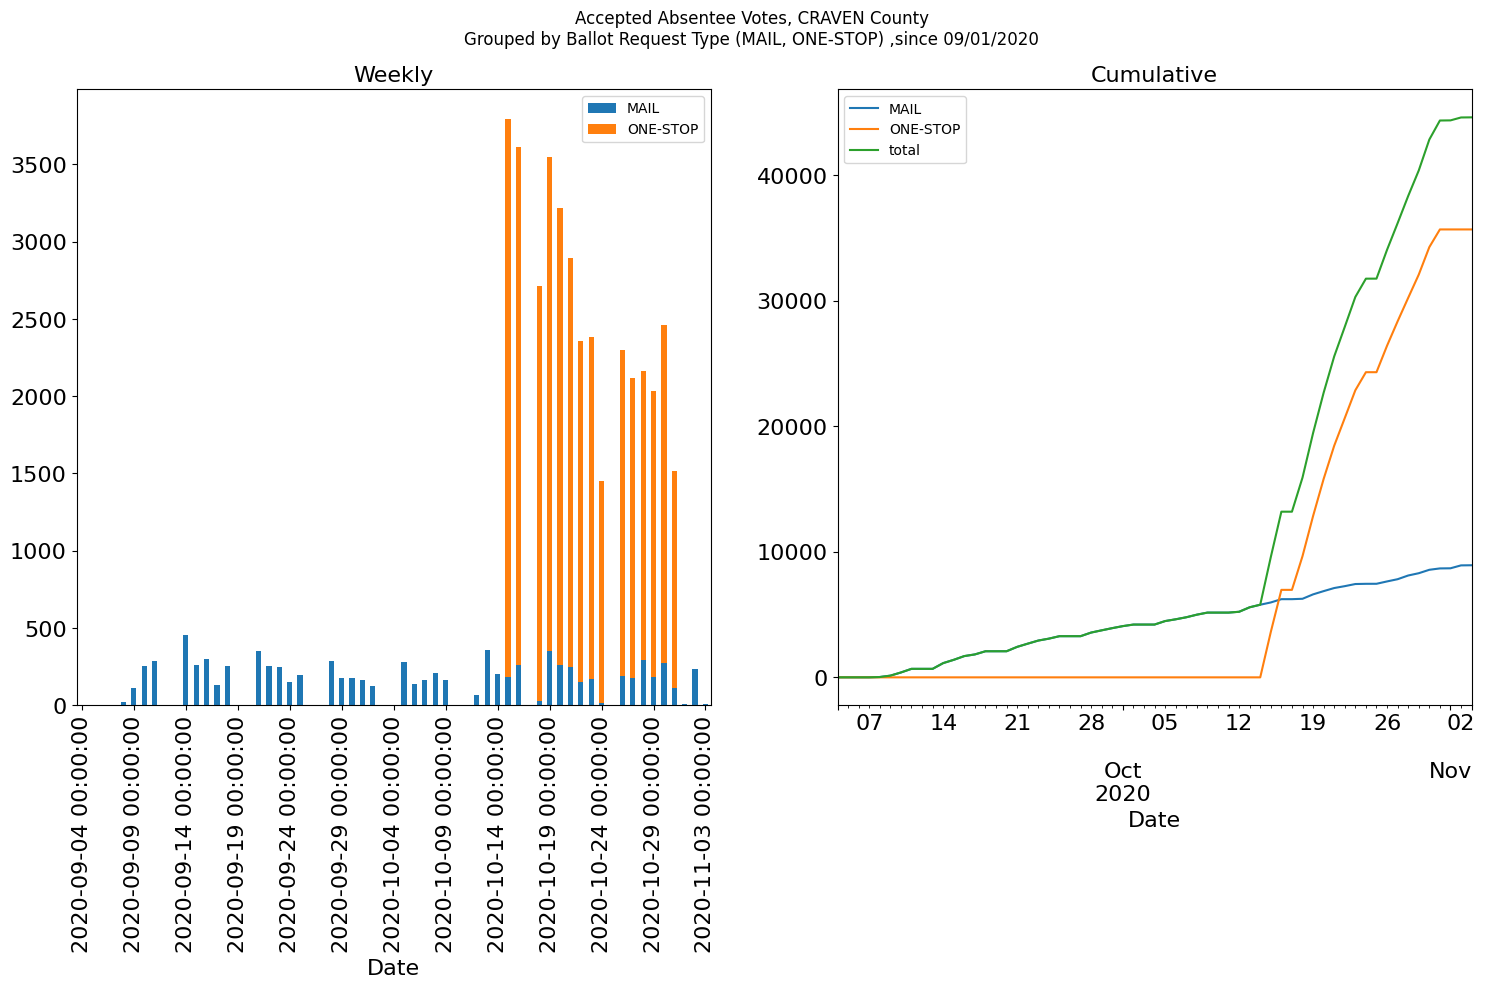 Accepted Absentee Votes, CRAVEN County
Grouped by Ballot Request Type (MAIL, ONE-STOP) ,since 09/01/2020
Weekly
MAIL
ONE-STOP
3500
3000
2500
2000
1500
1000
500
0
2020-09-04 00:00:00
2020-09-09 00:00:00
2020-09-14 00:00:00
2020-09-19 00:00:00
2020-09-24 00:00:00
2020-09-29 00:00:00
2020-10-04 00:00:00
2020-10-09 00:00:00
2020-10-14 00:00:00
2020-10-19 00:00:00
2020-10-24 00:00:00
2020-10-29 00:00:00
2020-11-03 00:00:00
Date
Cumulative
MAIL
ONE-STOP
total
40000
30000
20000
10000
0
07 14 21 28 05 12 19 26 02
Oct Nov
2020
Date